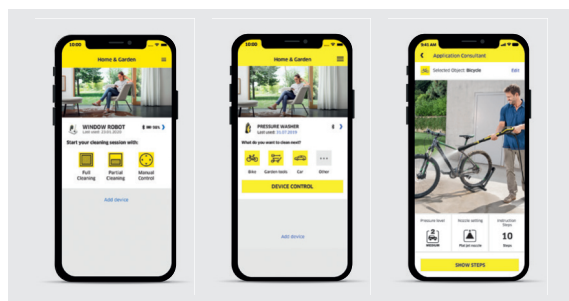 10:00
Home & Garden
WINDOW ROBOT
Last used: 23.05.2019
Start your cleaning session with:
Full Cleaning
Partial Cleaning
Manual Control
Add device
10:00
Home & Garden
PRESSURE WASHER
Last used: 21.07.2019
What do you want to clean next?
Bike
Garden tools
Car
Other
DEVICE CONTROL
Add device
9:41 AM
Application Consultant
Selected Object: Bicycle
Edit
Pressure level
Nozzle setting
Instruction Steps
2
MEDIUM
Flat jet nozzle
10
Steps
SHOW STEPS